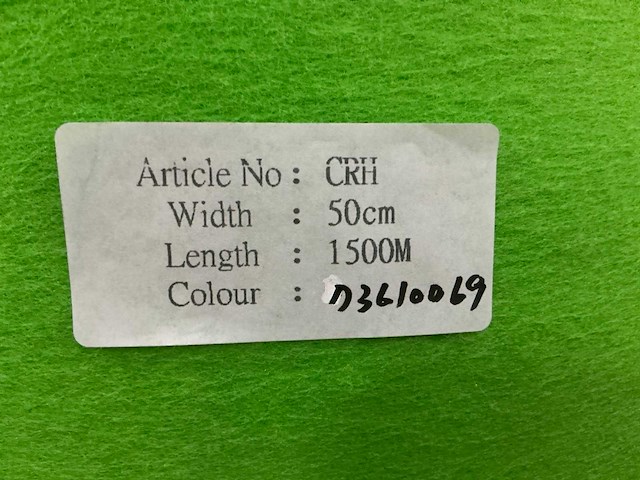 Article No : CRH
Width : 50cm
Length : 1500M
Colour : D3610069